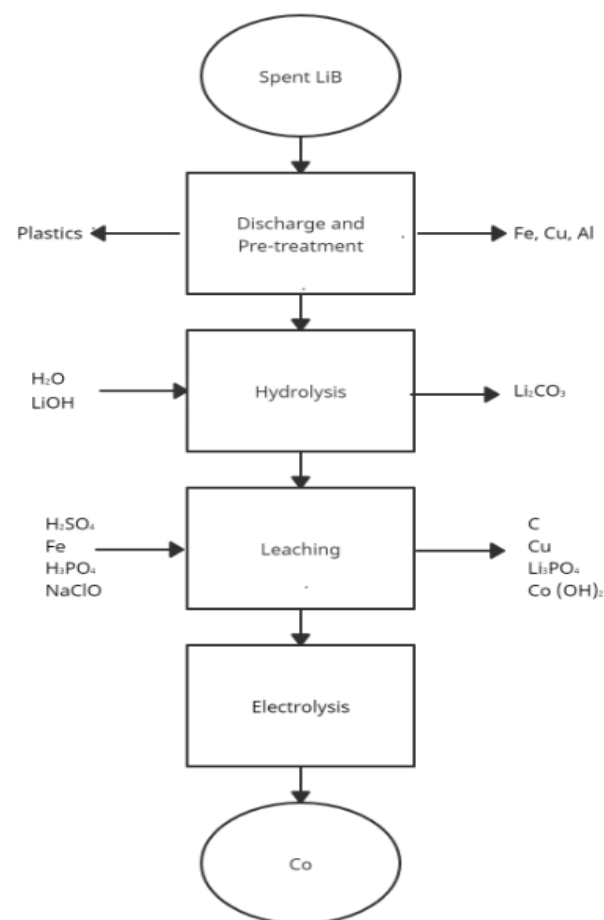 Spent LiB
Discharge and
Pre-treatment
Plastics
Fe, Cu, Al
H₂O
LiOH
Hydrolysis
Li₂CO₃
H₂SO₄
Fe
H₃PO₄
NaClO
Leaching
C
Cu
Li₃PO₄
Co (OH)₂
Electrolysis
Co